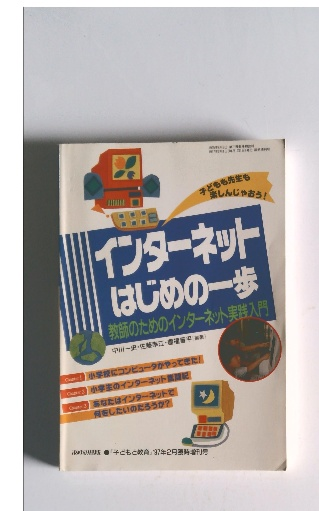 子どもも先生も
楽しんじゃおう!
インターネット
はじめの一歩
教師のためのインターネット実践入門
小学校にコンピュータがやってきた!
小学生のインターネット奮闘記
あなたはインターネットで
何をしたいのだろうか?
●「子どもと教育」'97年2月臨時増刊号